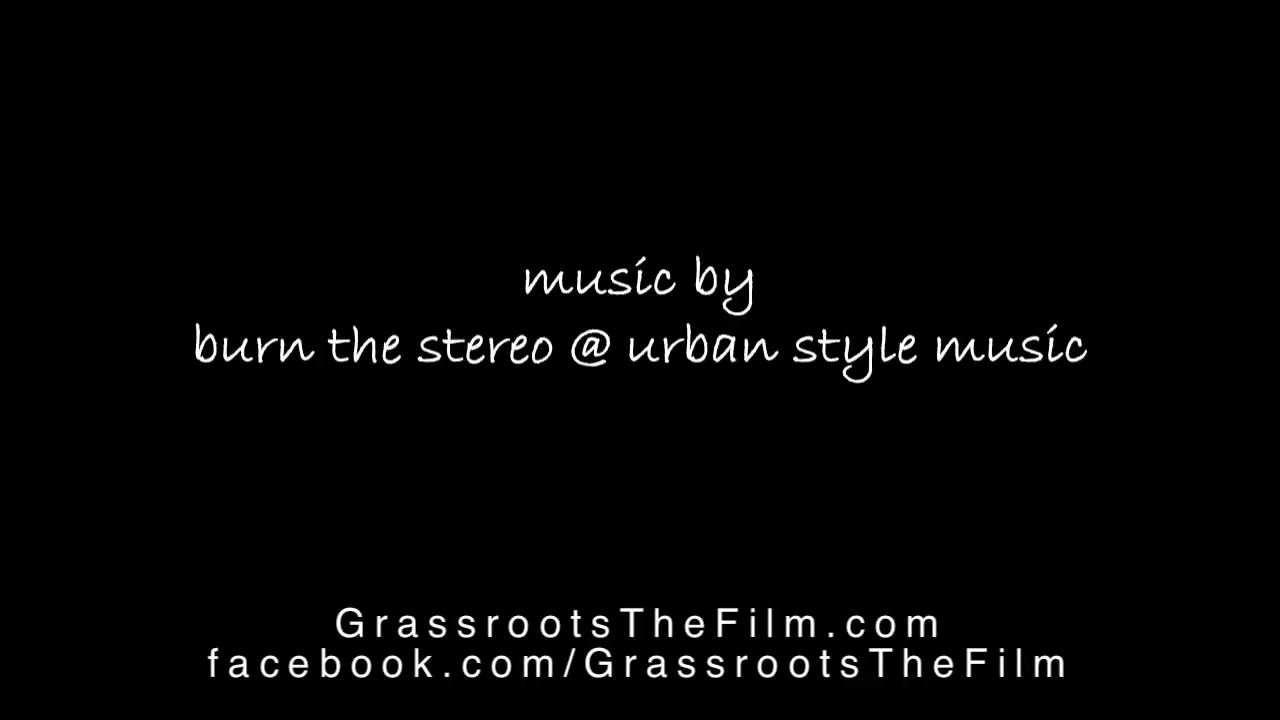 music by
burn the stereo @ urban style music
GrassrootsTheFilm.com
facebook.com/GrassrootsTheFilm